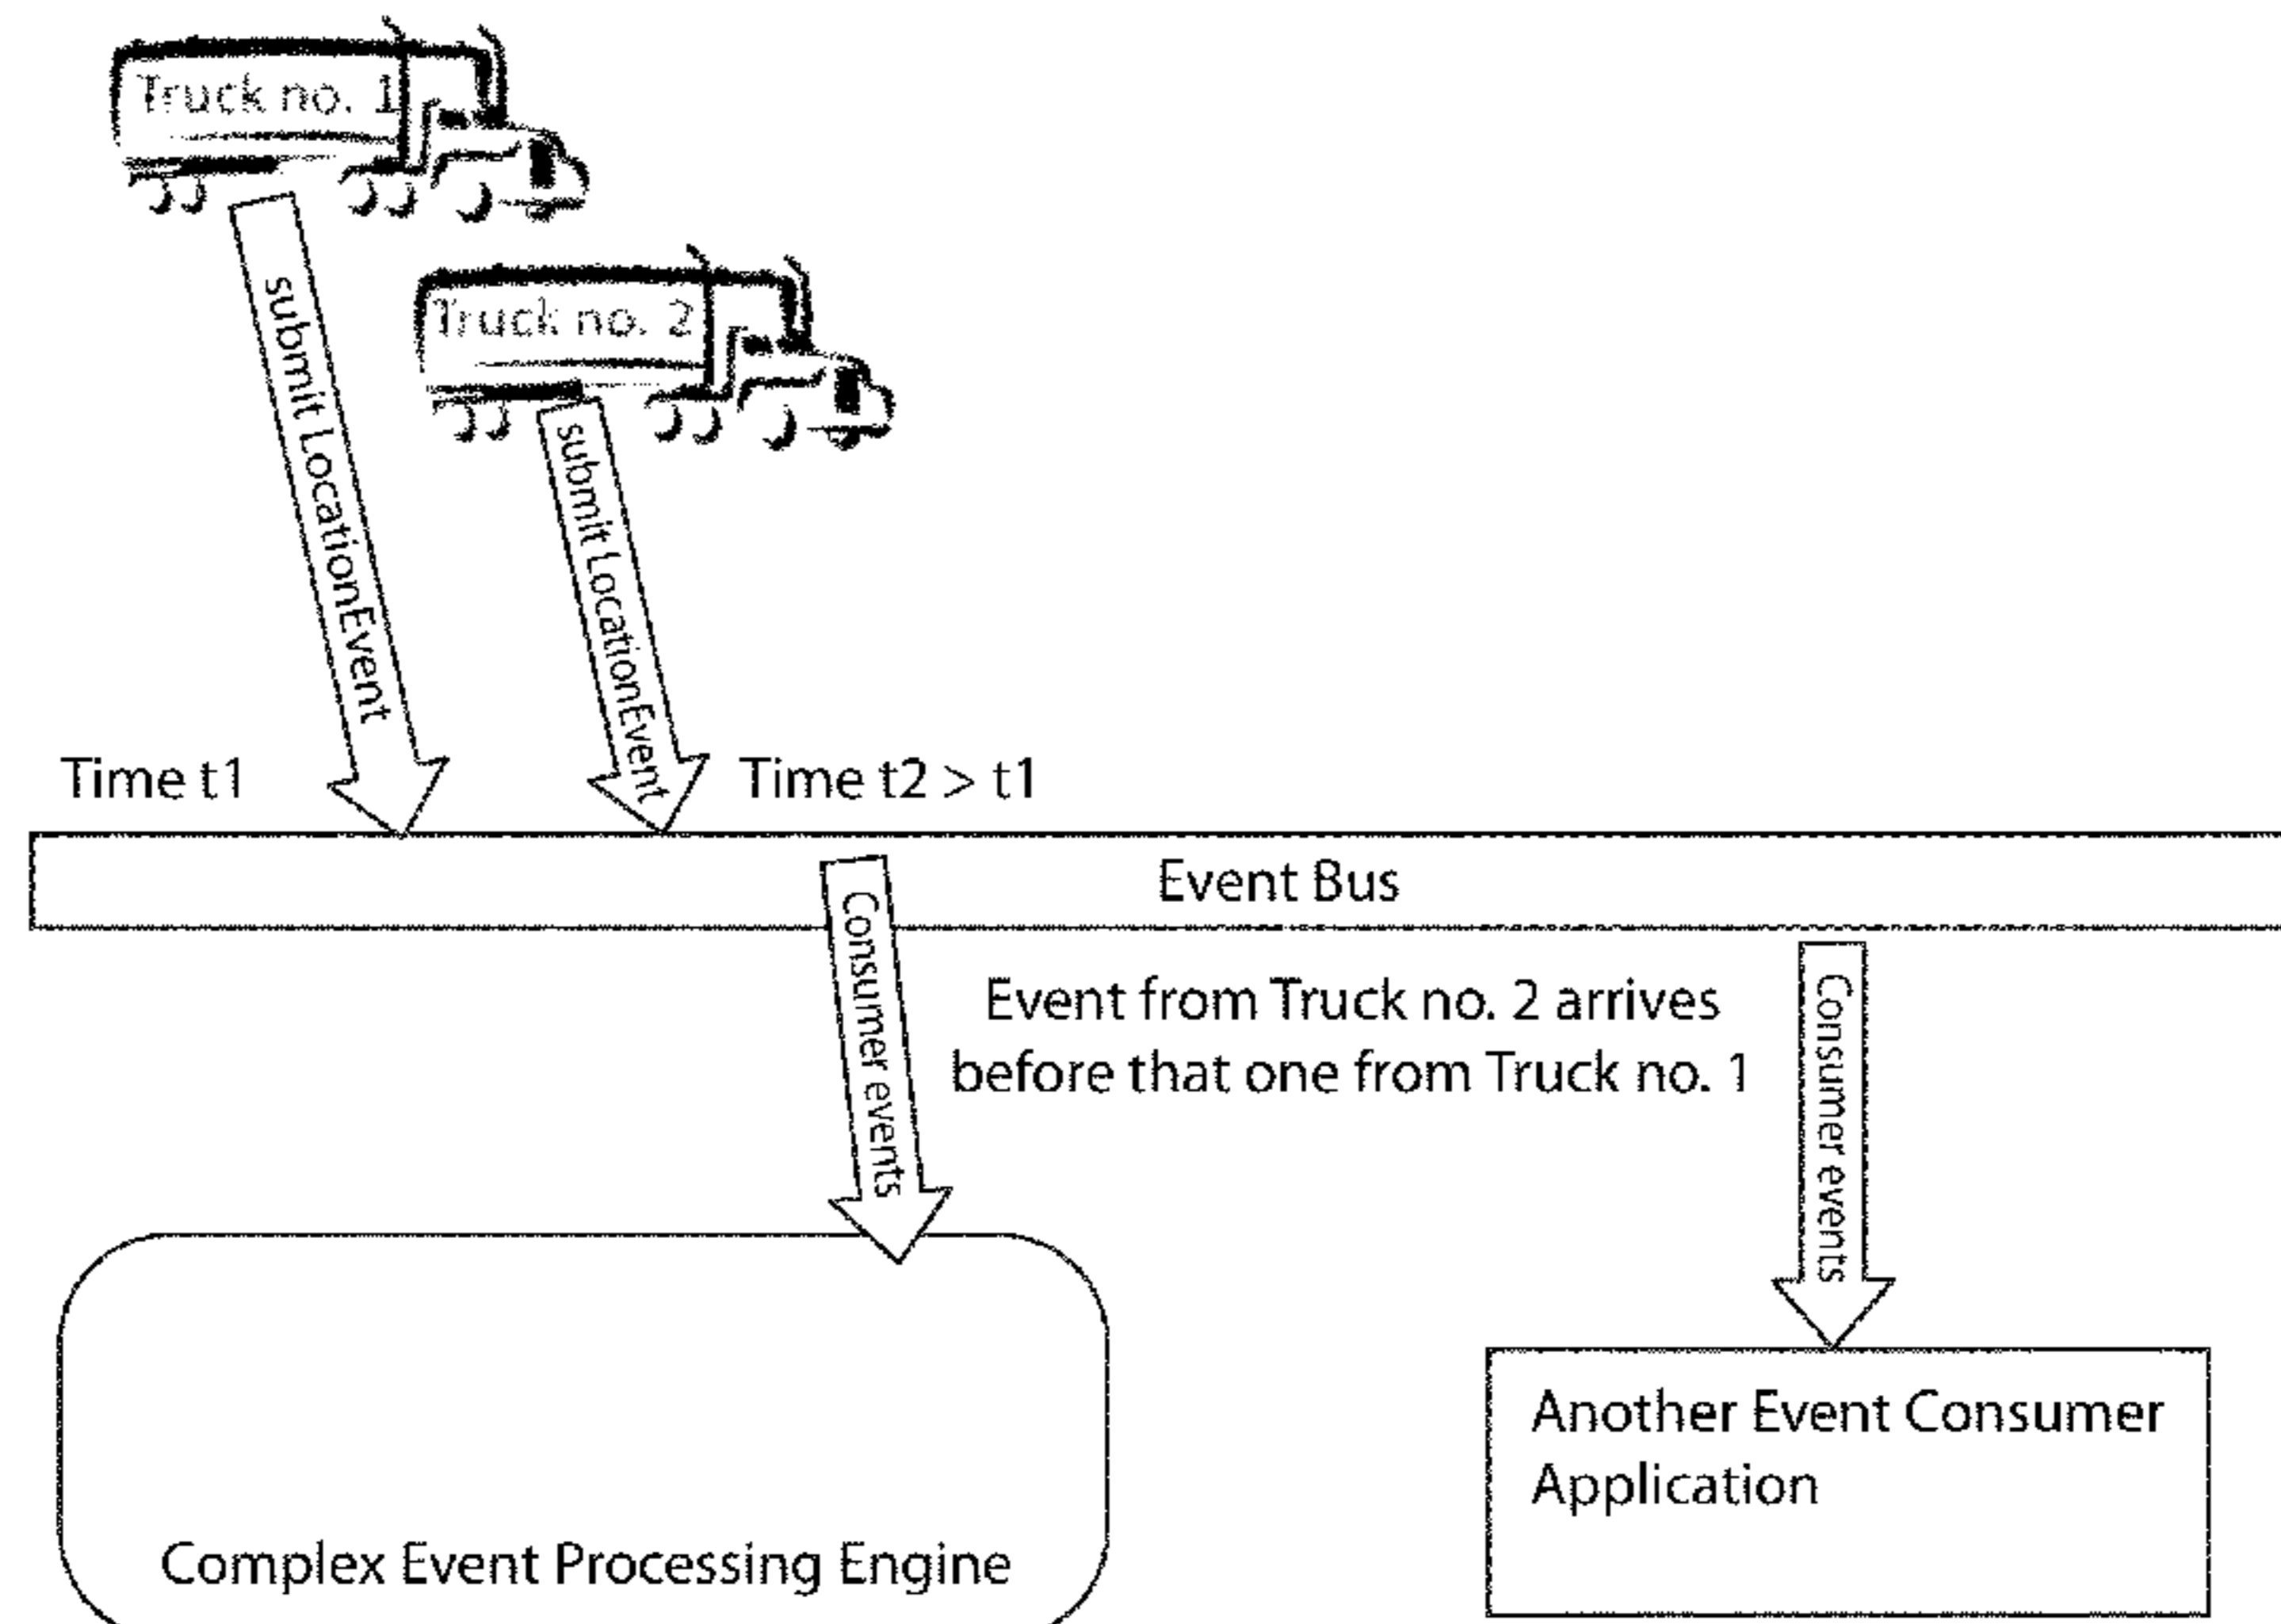 Truck no. 1
Truck no. 2
submit LocationEvent
submit LocationEvent
Time t1
Time t2 > t1
Event Bus
Consumer events
Event from Truck no. 2 arrives
before that one from Truck no. 1
Consumer events
Another Event Consumer
Application
Complex Event Processing Engine